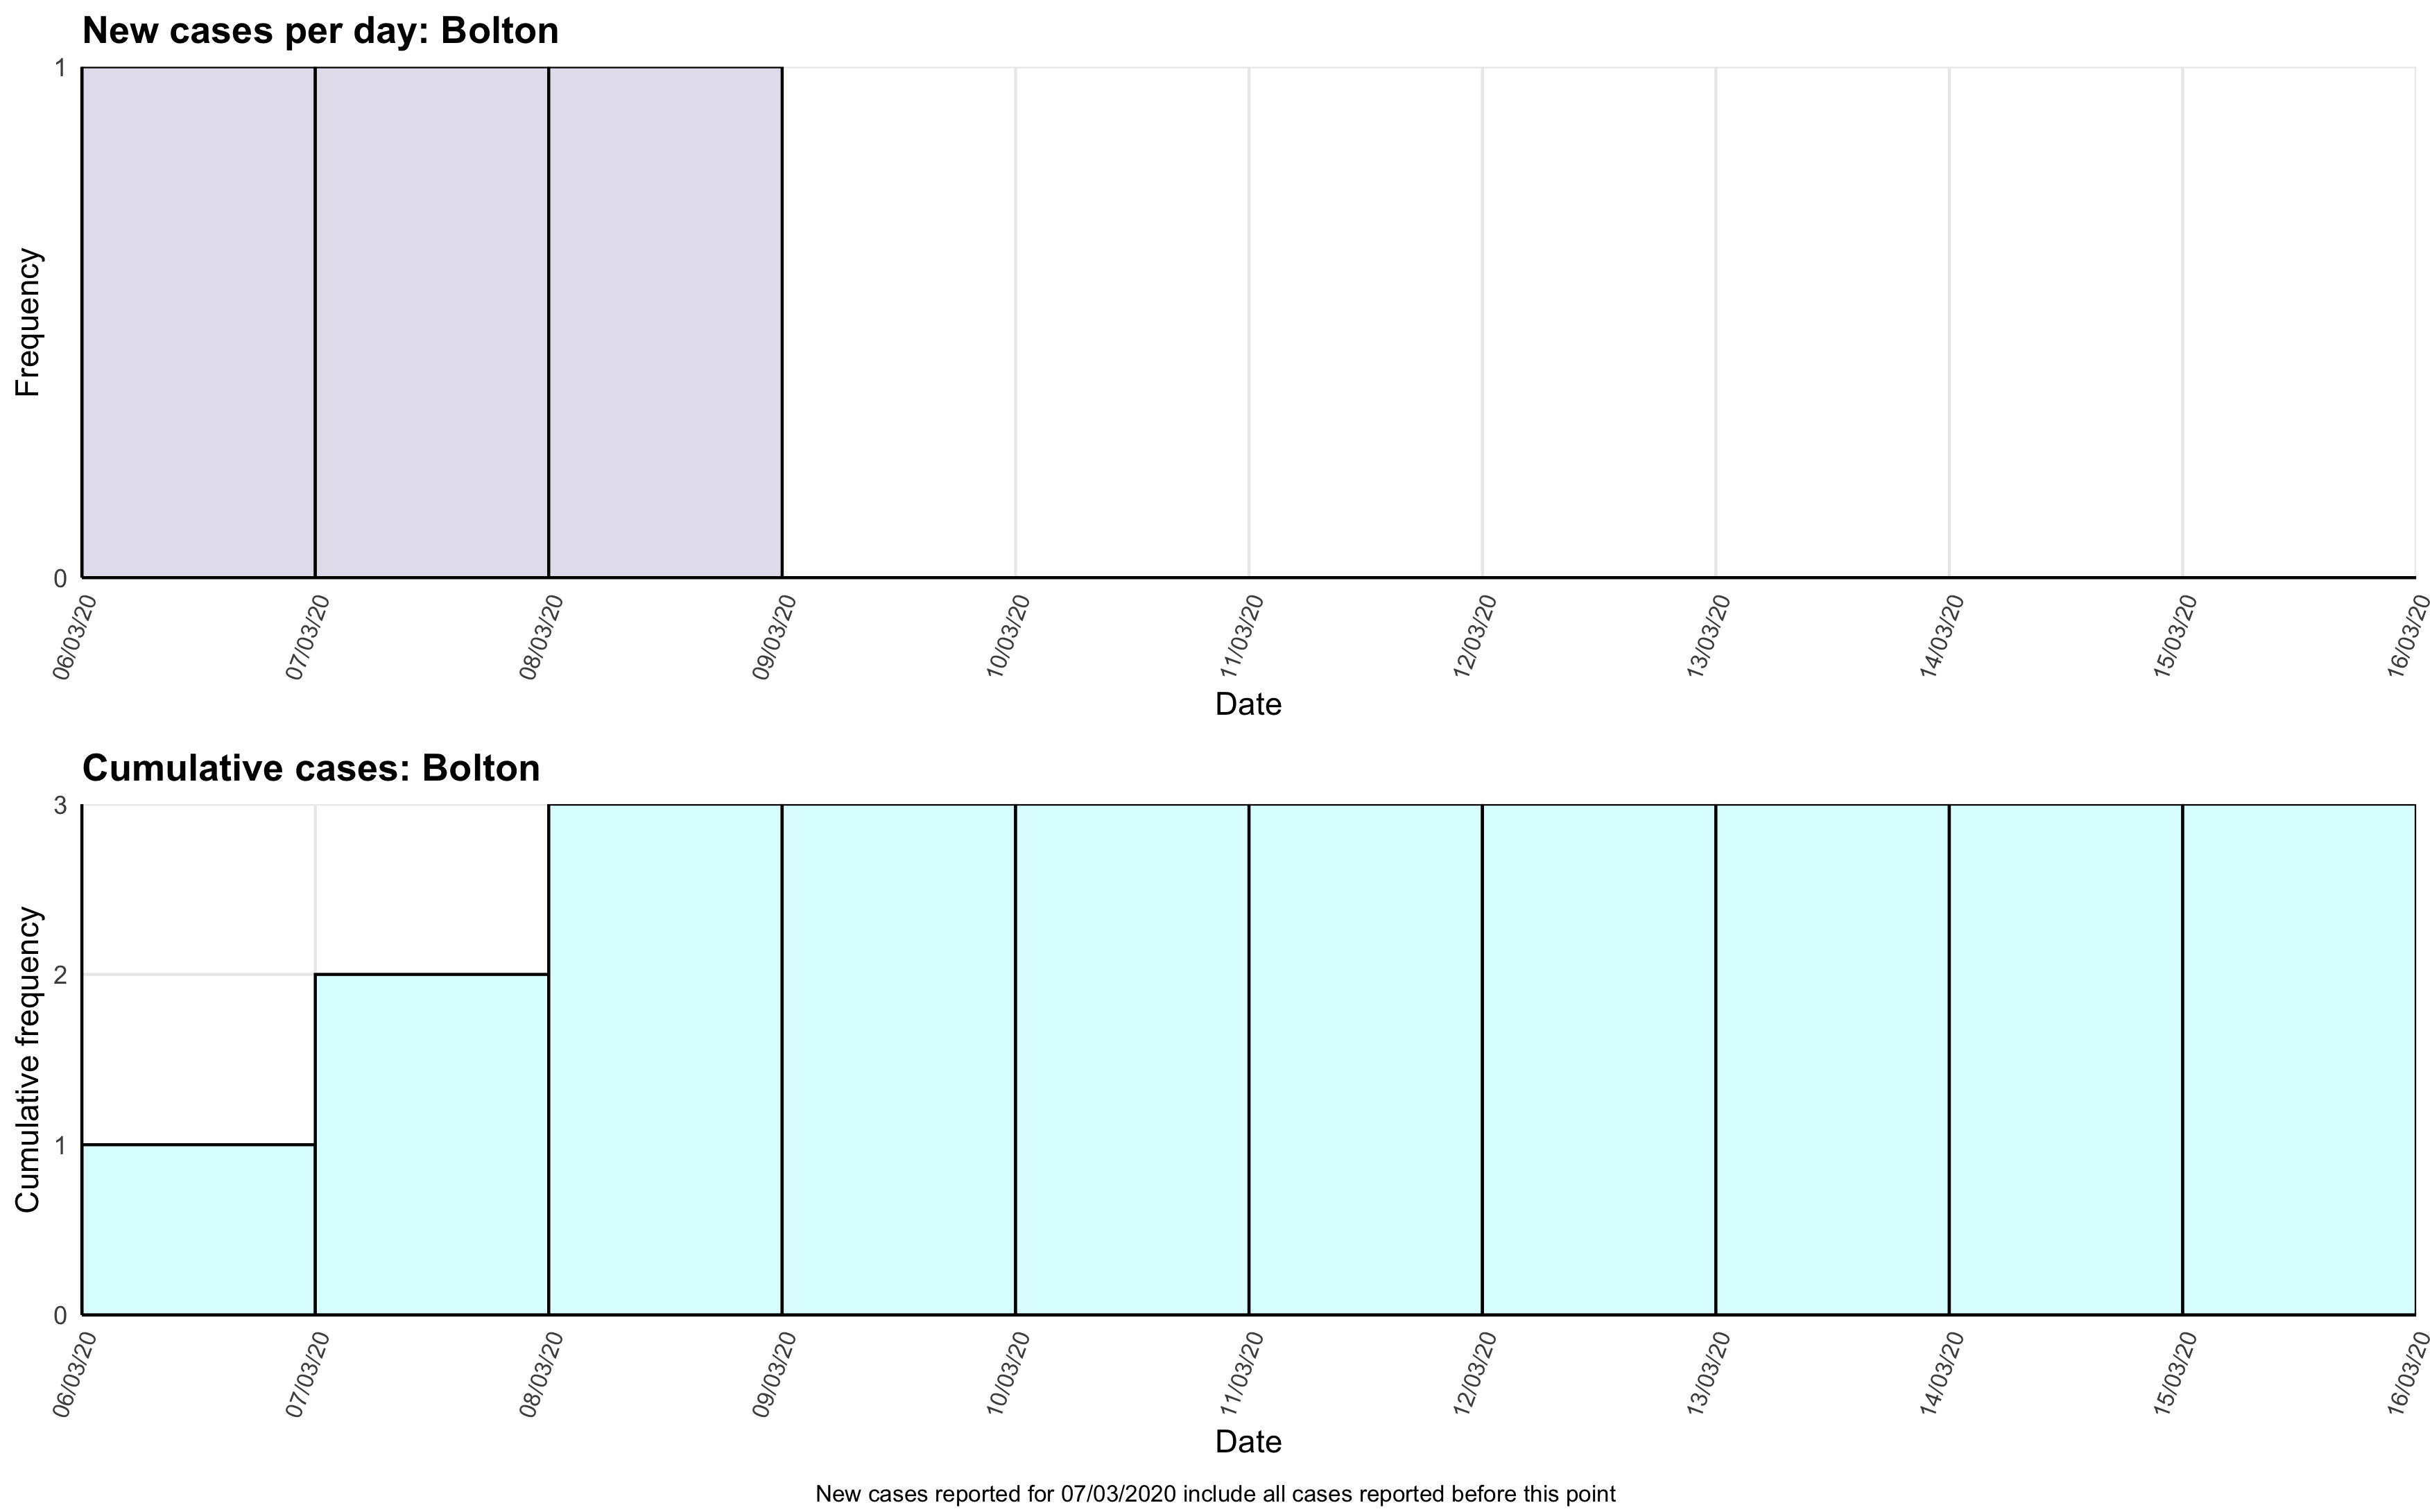 New cases per day: Bolton
1
Frequency
0
06/03/20 07/03/20 08/03/20 09/03/20 10/03/20 11/03/20 12/03/20 13/03/20 14/03/20 15/03/20 16/03/20
Date
Cumulative cases: Bolton
3
2
Cumulative frequency
1
0
06/03/20 07/03/20 08/03/20 09/03/20 10/03/20 11/03/20 12/03/20 13/03/20 14/03/20 15/03/20 16/03/20
Date
New cases reported for 07/03/2020 include all cases reported before this point